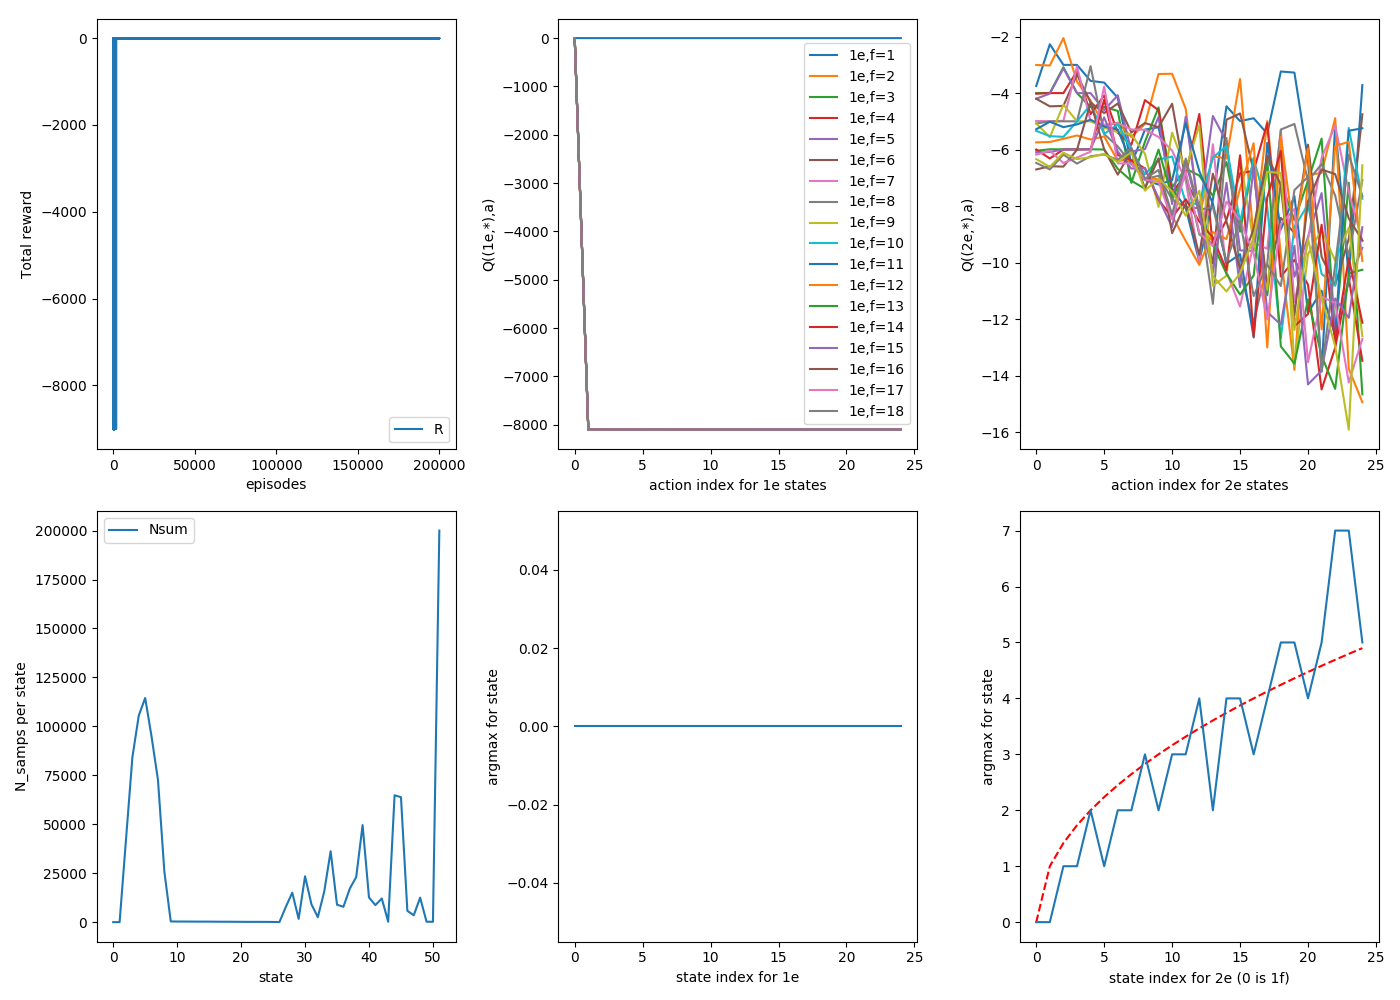 0
−2000
−4000
−6000
−8000
Total reward
R
0
50000
100000
150000
200000
episodes
0
−1000
−2000
−3000
−4000
−5000
−6000
−7000
−8000
Q((1e,*),a)
1e,f=1
1e,f=2
1e,f=3
1e,f=4
1e,f=5
1e,f=6
1e,f=7
1e,f=8
1e,f=9
1e,f=10
1e,f=11
1e,f=12
1e,f=13
1e,f=14
1e,f=15
1e,f=16
1e,f=17
1e,f=18
0
5
10
15
20
25
action index for 1e states
−2
−4
−6
−8
−10
−12
−14
−16
Q((2e,*),a)
0
5
10
15
20
25
action index for 2e states
Nsum
200000
175000
150000
125000
100000
75000
50000
25000
0
N_samps per state
0
10
20
30
40
50
state
0.04
0.02
0.00
−0.02
−0.04
argmax for state
0
5
10
15
20
25
state index for 1e
7
6
5
4
3
2
1
0
argmax for state
0
5
10
15
20
25
state index for 2e (0 is 1f)